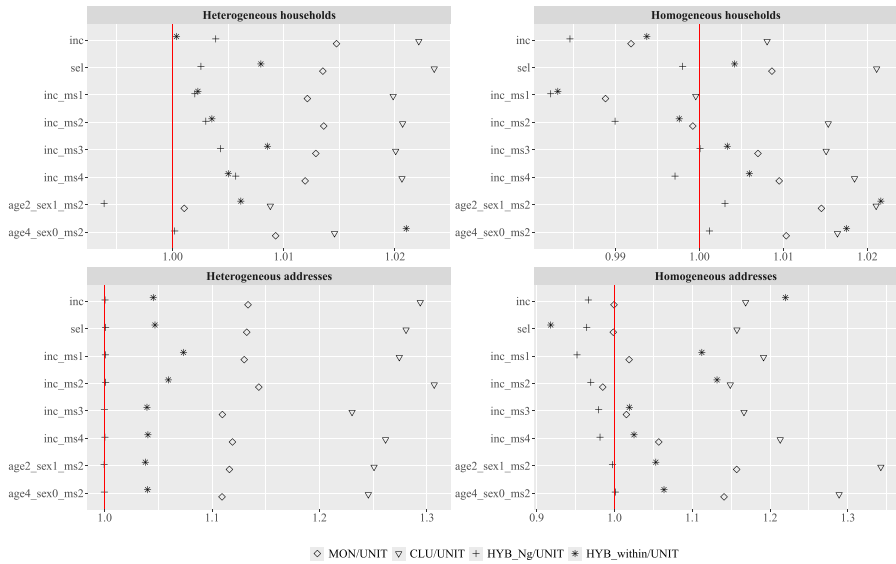 Heterogeneous households
inc
sel
inc_ms1
inc_ms2
inc_ms3
inc_ms4
age2_sex1_ms2
age4_sex0_ms2
1.00 1.01 1.02
Homogeneous households
inc
sel
inc_ms1
inc_ms2
inc_ms3
inc_ms4
age2_sex1_ms2
age4_sex0_ms2
0.99 1.00 1.01 1.02
Heterogeneous addresses
inc
sel
inc_ms1
inc_ms2
inc_ms3
inc_ms4
age2_sex1_ms2
age4_sex0_ms2
1.0 1.1 1.2 1.3
Homogeneous addresses
inc
sel
inc_ms1
inc_ms2
inc_ms3
inc_ms4
age2_sex1_ms2
age4_sex0_ms2
0.9 1.0 1.1 1.2 1.3
MON/UNIT CLU/UNIT HYB_Ng/UNIT HYB_within/UNIT